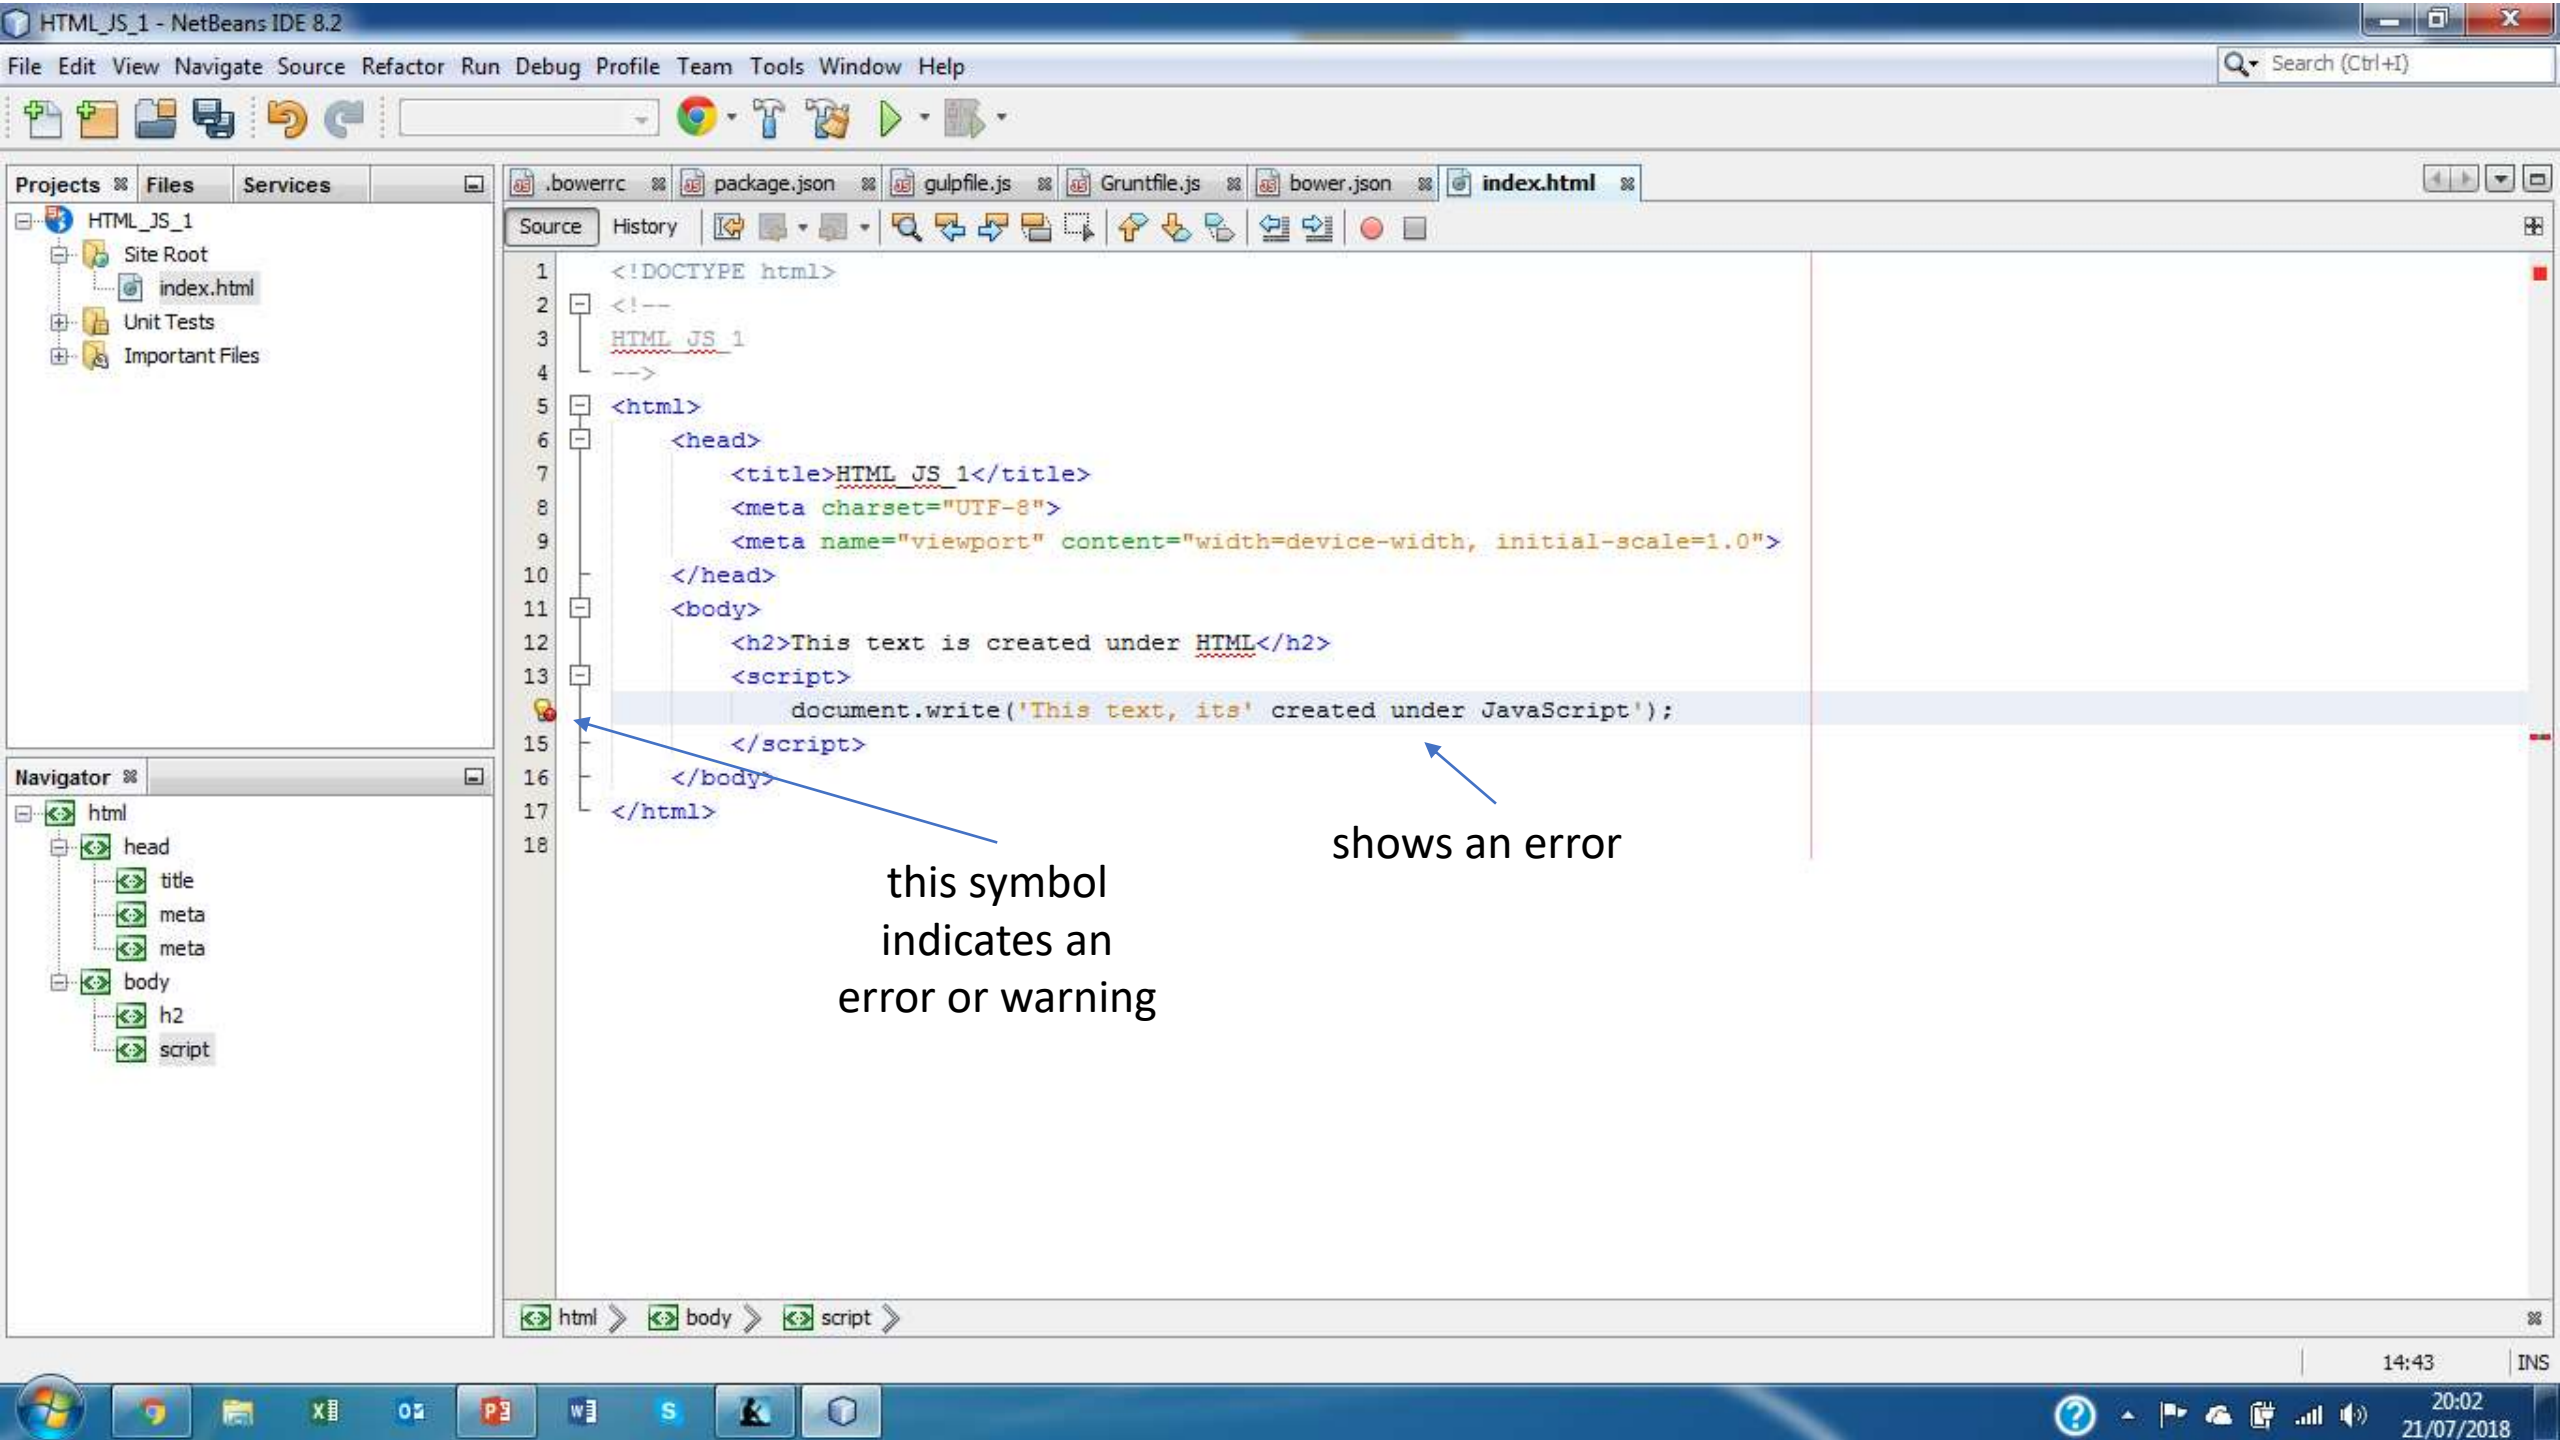 HTML_JS_1 - NetBeans IDE 8.2
File Edit View Navigate Source Refactor Run Debug Profile Team Tools Window Help
Search (Ctrl+I)
Projects Files Services
HTML_JS_1
Site Root
index.html
Unit Tests
Important Files
.bowerrc package.json gulpfile.js Gruntfile.js bower.json index.html
Source History
1 <!DOCTYPE html>
2 <!--
3 HTML_JS_1
4 -->
5 <html>
6 <head>
7 <title>HTML_JS_1</title>
8 <meta charset="UTF-8">
9 <meta name="viewport" content="width=device-width, initial-scale=1.0">
10 </head>
11 <body>
12 <h2>This text is created under HTML</h2>
13 <script>
document.write('This text, its' created under JavaScript');
15 </script>
16 </body>
17 </html>
18
this symbol
indicates an
error or warning
shows an error
Navigator
html
head
title
meta
meta
body
h2
script
html body script
14:43 INS
20:02
21/07/2018